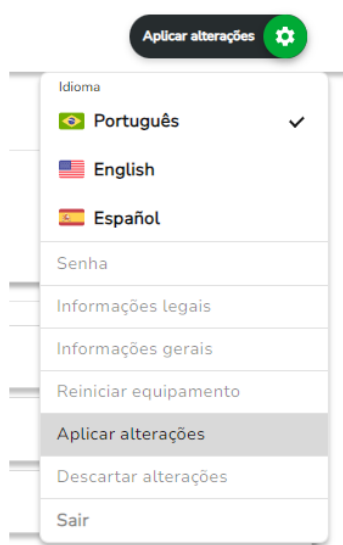 Aplicar alterações
Idioma
Português
English
Español
Senha
Informações legais
Informações gerais
Reiniciar equipamento
Aplicar alterações
Descartar alterações
Sair